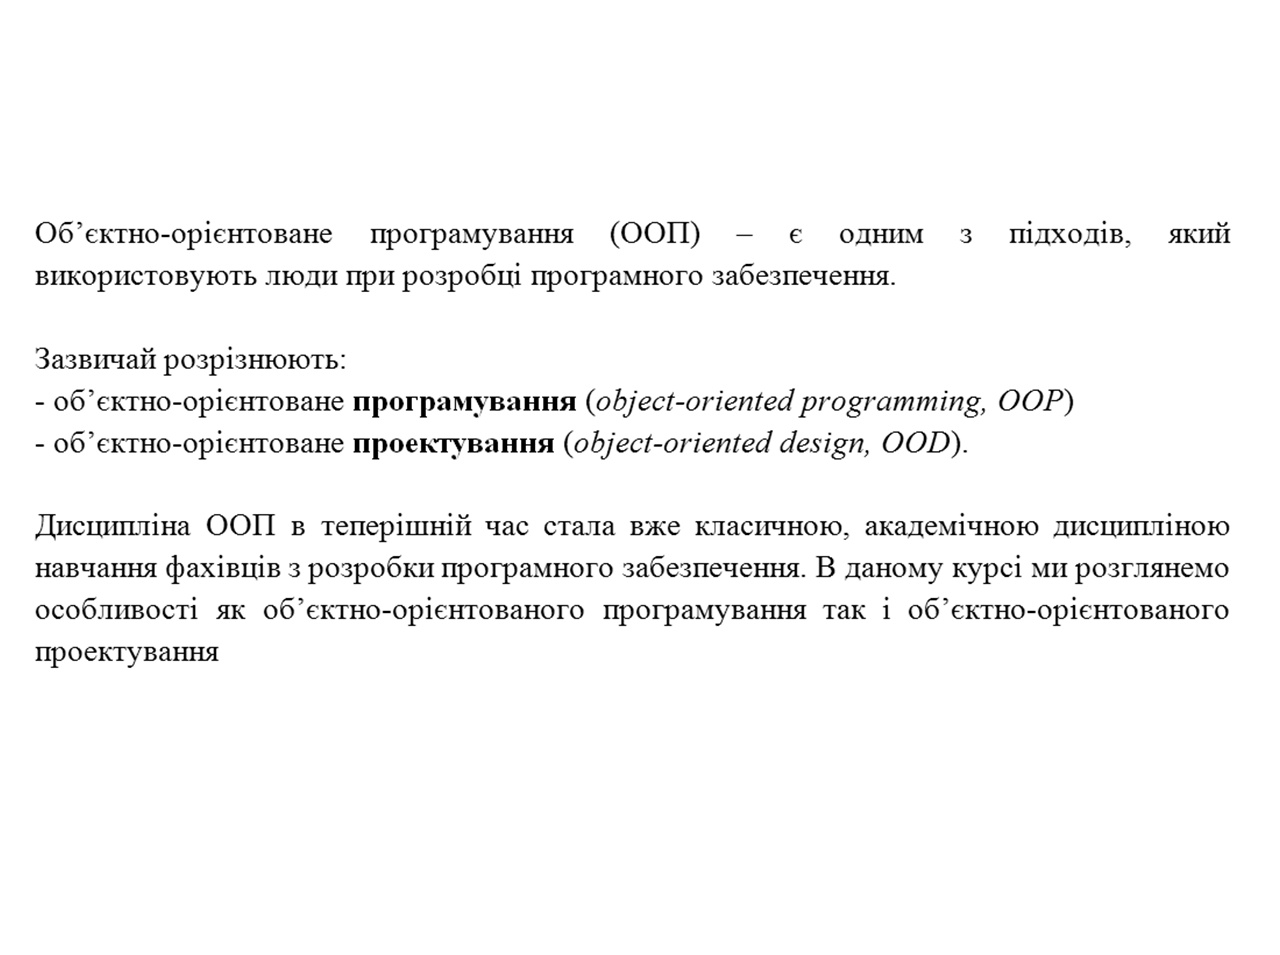 Об’єктно-орієнтоване програмування (ООП) – є одним з підходів, який
використовують люди при розробці програмного забезпечення.
Зазвичай розрізнюють:
- об’єктно-орієнтоване програмування (object-oriented programming, OOP)
- об’єктно-орієнтоване проектування (object-oriented design, OOD).
Дисципліна ООП в теперішній час стала вже класичною, академічною дисципліною
навчання фахівців з розробки програмного забезпечення. В даному курсі ми розглянемо
особливості як об’єктно-орієнтованого програмування так і об’єктно-орієнтованого
проектування